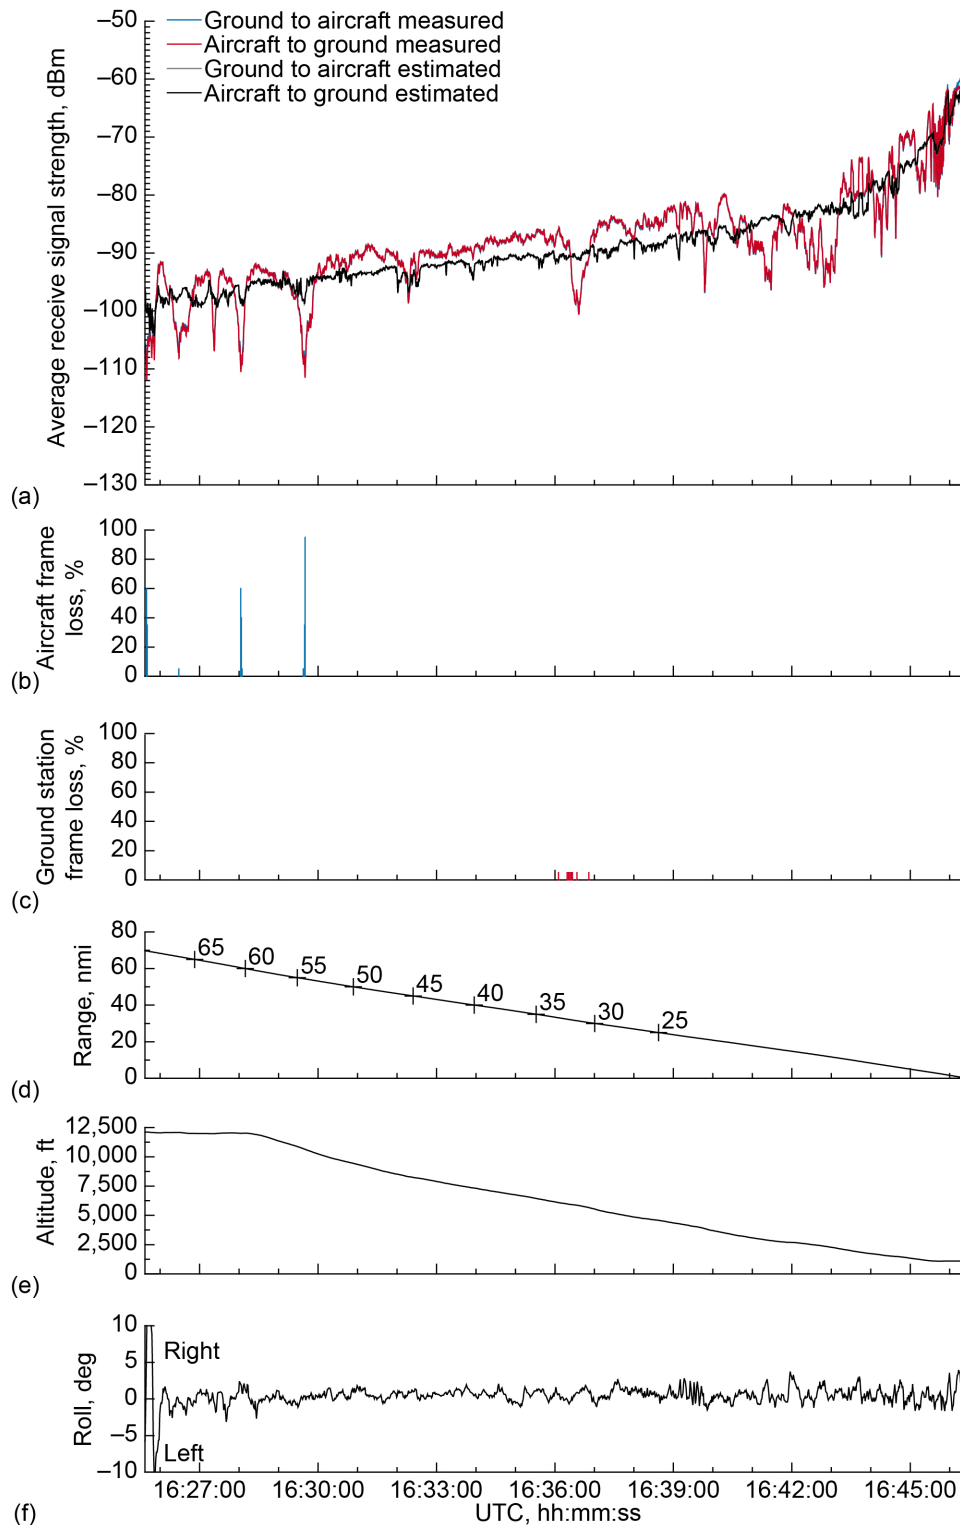 Ground to aircraft measured
Aircraft to ground measured
Ground to aircraft estimated
Aircraft to ground estimated
Average receive signal strength, dBm
–50
–60
–70
–80
–90
–100
–110
–120
–130
(a)
Aircraft frame
loss, %
100
80
60
40
20
0
(b)
Ground station
frame loss, %
100
80
60
40
20
0
(c)
Range, nmi
80
60
40
20
0
65
60
55
50
45
40
35
30
25
(d)
Altitude, ft
12,500
10,000
7,500
5,000
2,500
0
(e)
Roll, deg
10
5
0
–5
–10
Right
Left
16:27:00 16:30:00 16:33:00 16:36:00 16:39:00 16:42:00 16:45:00
UTC, hh:mm:ss
(f)